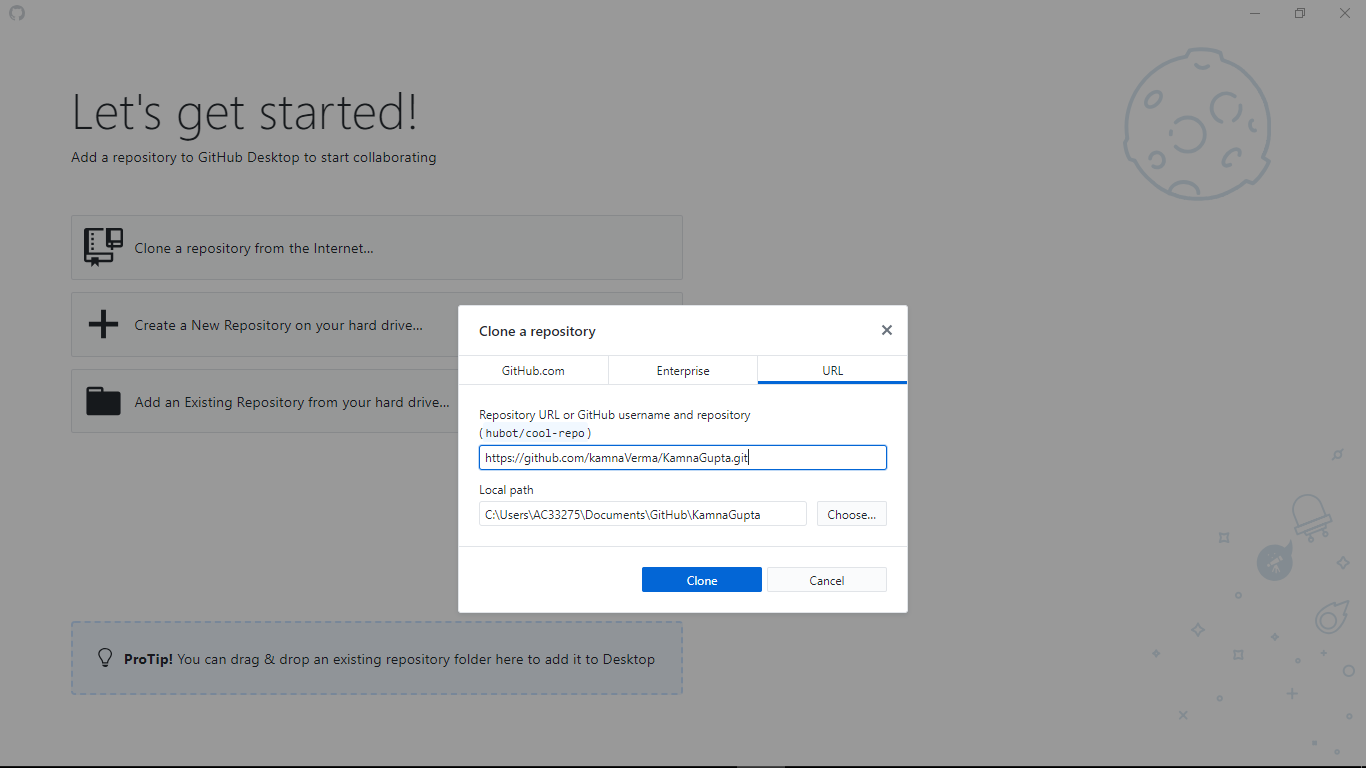 Let's get started!
Add a repository to GitHub Desktop to start collaborating
Clone a repository from the Internet...
Create a New Repository on your hard drive...
Add an Existing Repository from your hard drive...
Clone a repository
GitHub.com
Enterprise
URL
Repository URL or GitHub username and repository
(hubot/cool-repo)
https://github.com/kamnaVerma/KamnaGupta.git
Local path
C:\Users\AC33275\Documents\GitHub\KamnaGupta
Choose...
Clone
Cancel
ProTip! You can drag & drop an existing repository folder here to add it to Desktop